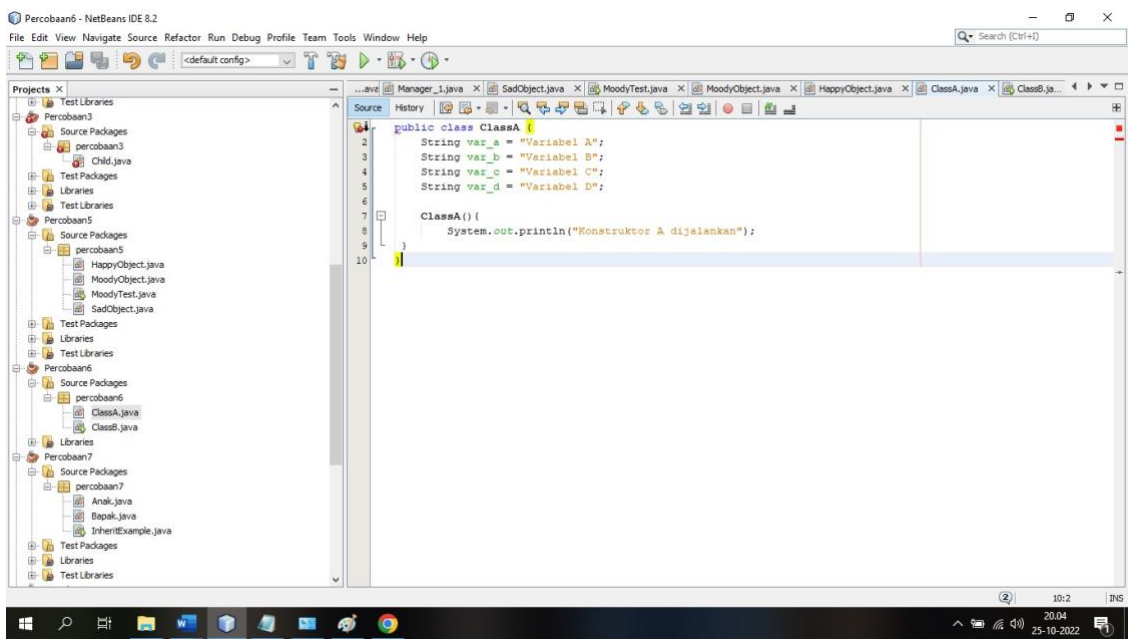 Percobaan6 - NetBeans IDE 8.2
File Edit View Navigate Source Refactor Run Debug Profile Team Tools Window Help
Search (Ctrl+I)
<default config>
Projects
...ava Manager_1.java SadObject.java MoodyTest.java MoodyObject.java HappyObject.java ClassA.java ClassB.ja...
Source History
Test Libraries
Percobaan3
Source Packages
percobaan3
Child.java
Test Packages
Libraries
Test Libraries
Percobaan5
Source Packages
percobaan5
HappyObject.java
MoodyObject.java
MoodyTest.java
SadObject.java
Test Packages
Libraries
Test Libraries
Percobaan6
Source Packages
percobaan6
ClassA.java
ClassB.java
Libraries
Percobaan7
Source Packages
percobaan7
Anak.java
Bapak.java
InheritExample.java
Test Packages
Libraries
Test Libraries
public class ClassA {
2 String var_a = "Variabel A";
3 String var_b = "Variabel B";
4 String var_c = "Variabel C";
5 String var_d = "Variabel D";
6
7 ClassA(){
8 System.out.println("Konstruktor A dijalankan");
9 }
10 }
2 10:2 INS
20.04
25-10-2022